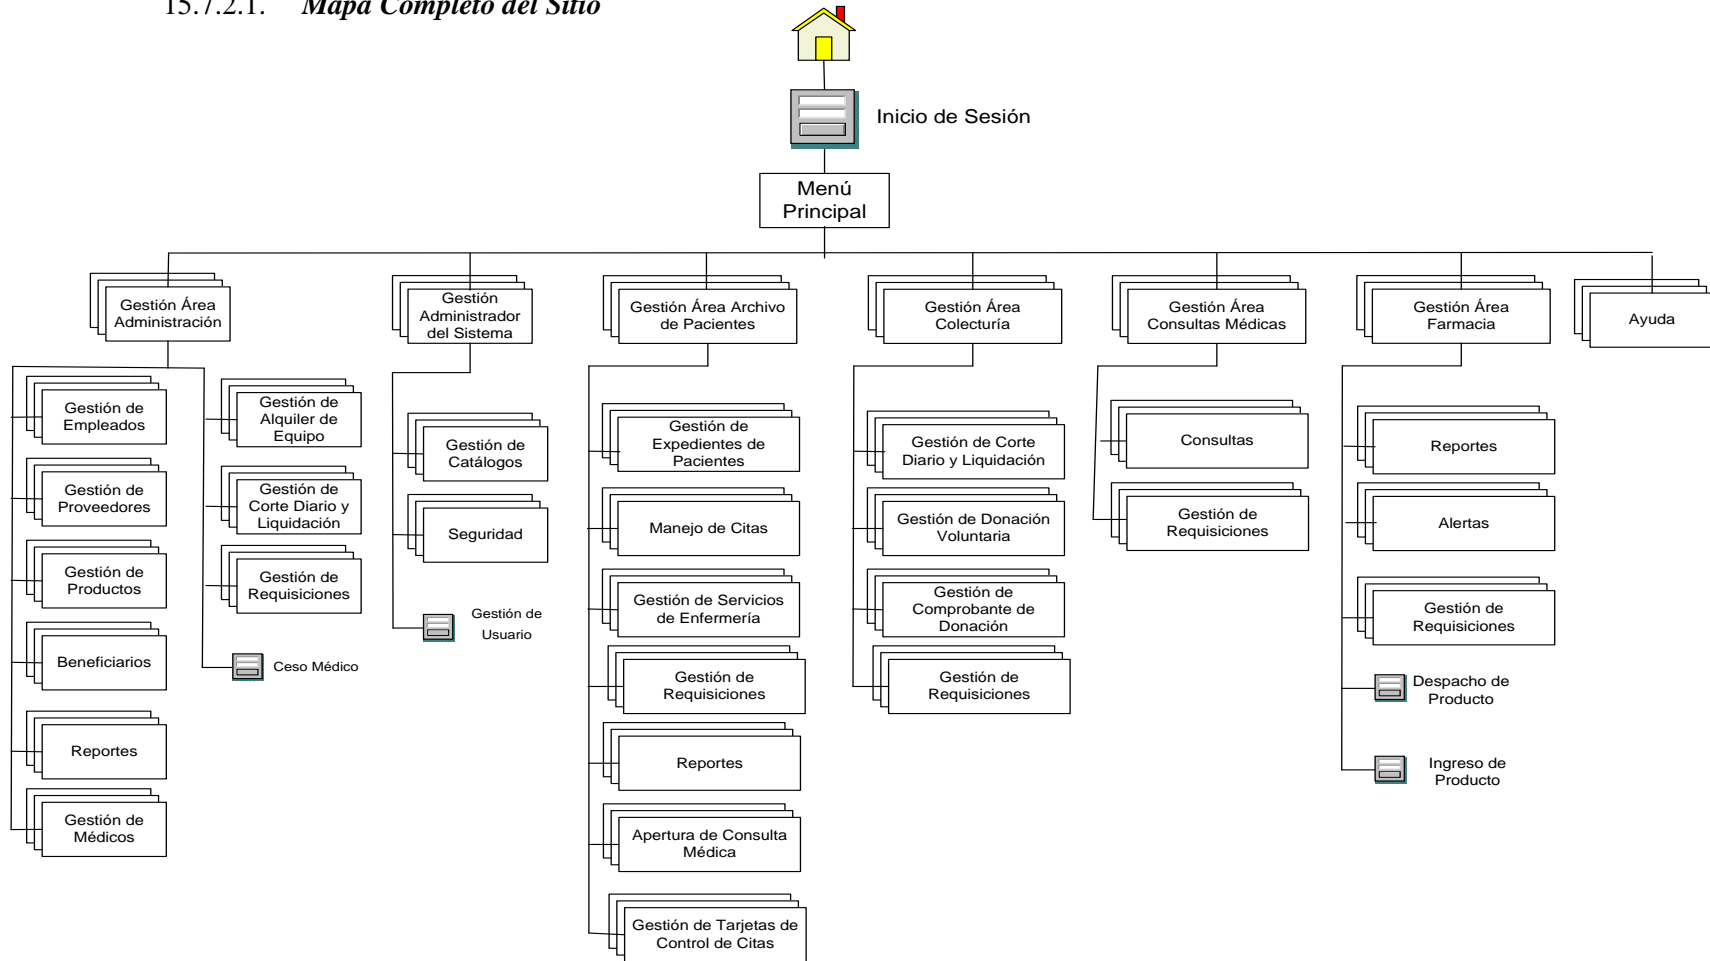 15.7.2.1. Mapa Completo del Sitio
Inicio de Sesión
Menú
Principal
Gestión Área
Administración
Gestión
Administrador
del Sistema
Gestión Área Archivo
de Pacientes
Gestión Área
Colecturía
Gestión Área
Consultas Médicas
Gestión Área
Farmacia
Ayuda
Gestión de
Empleados
Gestión de
Proveedores
Gestión de
Productos
Beneficiarios
Reportes
Gestión de
Médicos
Gestión de
Alquiler de
Equipo
Gestión de
Corte Diario y
Liquidación
Gestión de
Requisiciones
Ceso Médico
Gestión de
Catálogos
Seguridad
Gestión de
Usuario
Gestión de
Expedientes de
Pacientes
Manejo de Citas
Gestión de Servicios
de Enfermería
Gestión de
Requisiciones
Reportes
Apertura de Consulta
Médica
Gestión de Tarjetas de
Control de Citas
Gestión de Corte
Diario y Liquidación
Gestión de Donación
Voluntaria
Gestión de
Comprobante de
Donación
Gestión de
Requisiciones
Consultas
Gestión de
Requisiciones
Reportes
Alertas
Gestión de
Requisiciones
Despacho de
Producto
Ingreso de
Producto